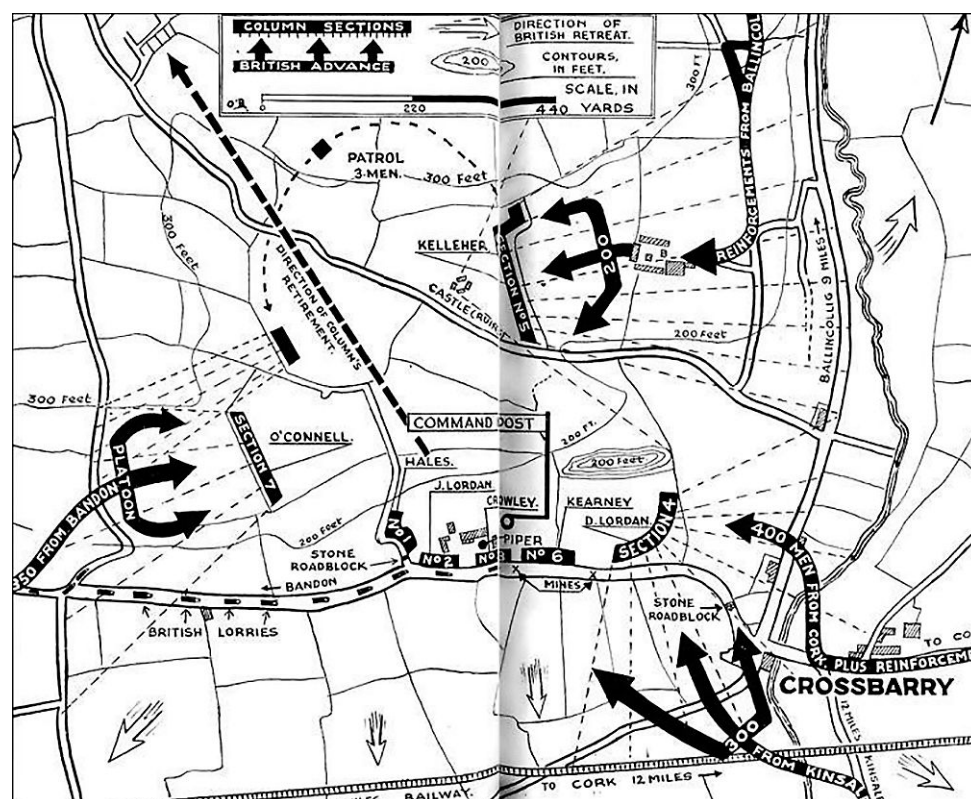 COLUMN SECTIONS
BRITISH ADVANCE
DIRECTION OF
BRITISH RETREAT.
200
CONTOURS,
IN FEET.
SCALE, IN
YARDS
0
220
440
300 FT
REINFORCEMENTS FROM BALLINCOL
PATROL
3. MEN.
300 Feet
300 Feet
KELLEHER.
SECTION Nº 5
200
CASTLE (RUIN)
DIRECTION OF COLUMN'S
RETIREMENT.
BALLINCOLLIG 9 MILES
200 Feet
300 Feet
COMMAND POST
200 FT.
SECTION 7
O'CONNELL.
PLATOON
250 FROM BANDON
HALES.
200 Feet
J. LORDAN
CROWLEY.
KEARNEY
D. LORDAN.
SECTION 4
400 MEN FROM CORK, PLUS REINFORCEME
200 Feet
Nº 1
PIPER
Nº 2
Nº 3
Nº 6
STONE
ROADBLOCK
BANDON
MINES
BRITISH LORRIES
STONE
ROADBLOCK
TO CO
CROSSBARRY
300 FROM KINSAL
12 MILES
KINSAL
TO CORK 12 MILES
RAILWAY.